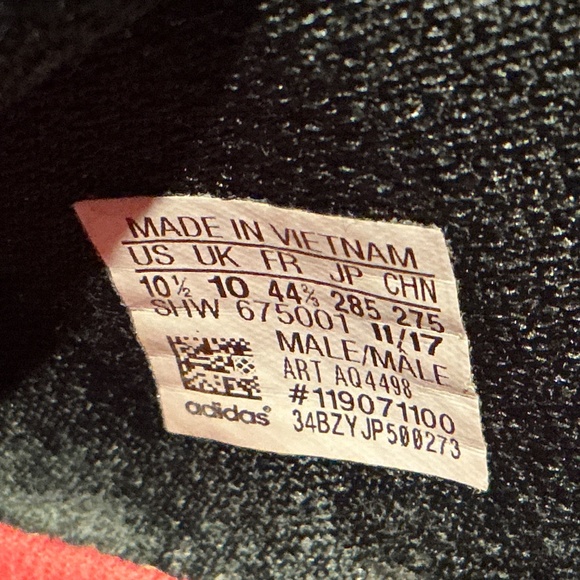 MADE IN VIETNAM
US UK FR JP CHN
10½ 10 44⅔ 285 275
SHW 675001 11/17
MALE/MÂLE
ART AQ4498
#119071100
34BZYJP500273
adidas®